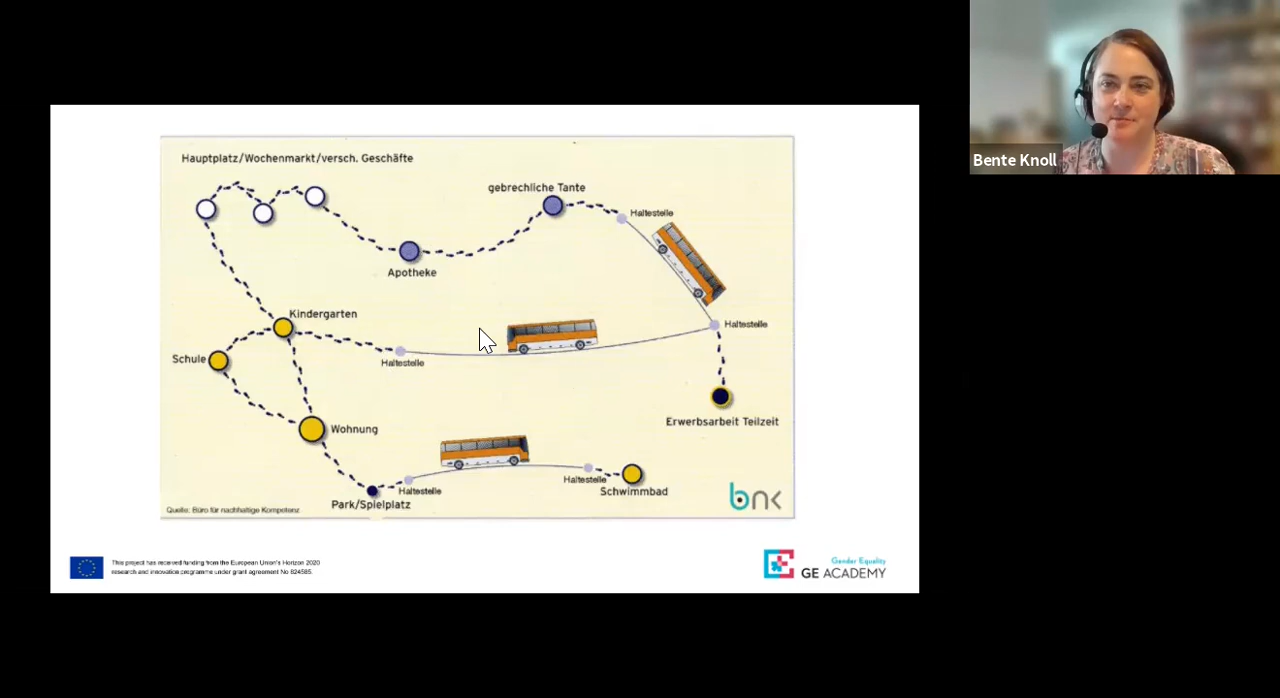 Bente Knoll
Hauptplatz/Wochenmarkt/versch. Geschäfte
gebrechliche Tante
Haltestelle
Apotheke
Kindergarten
Haltestelle
Schule
Haltestelle
Erwerbsarbeit Teilzeit
Wohnung
Haltestelle
Haltestelle
Schwimmbad
Park/Spielplatz
Quelle: Büro für nachhaltige Kompetenz
bnk
This project has received funding from the European Union's Horizon 2020
research and innovation programme under grant agreement No 824585.
Gender Equality
GE ACADEMY